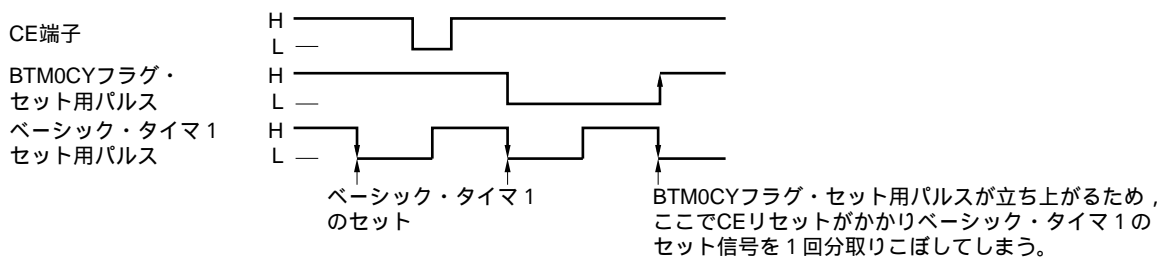 CE端子
H
L
BTM0CYフラグ・
セット用パルス
H
L
ベーシック・タイマ1
セット用パルス
H
L
ベーシック・タイマ1
のセット
BTM0CYフラグ・セット用パルスが立ち上がるため，
ここでCEリセットがかかりベーシック・タイマ1の
セット信号を1回分取りこぼしてしまう。